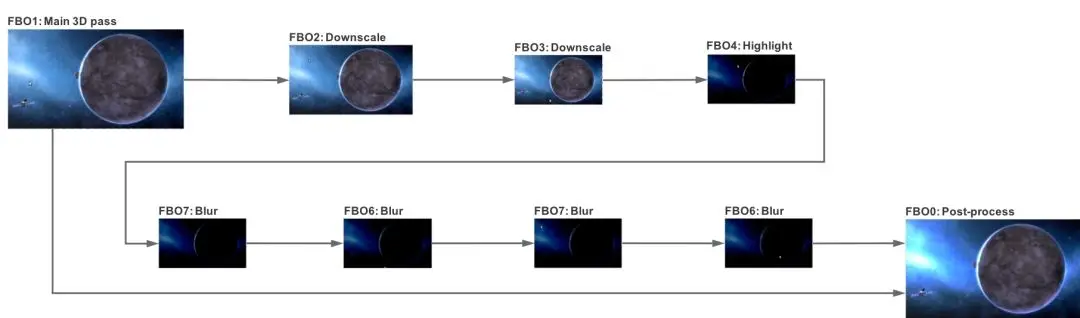 FBO1: Main 3D pass
FBO2: Downscale
FBO3: Downscale
FBO4: Highlight
FBO7: Blur
FBO6: Blur
FBO7: Blur
FBO6: Blur
FBO0: Post-process